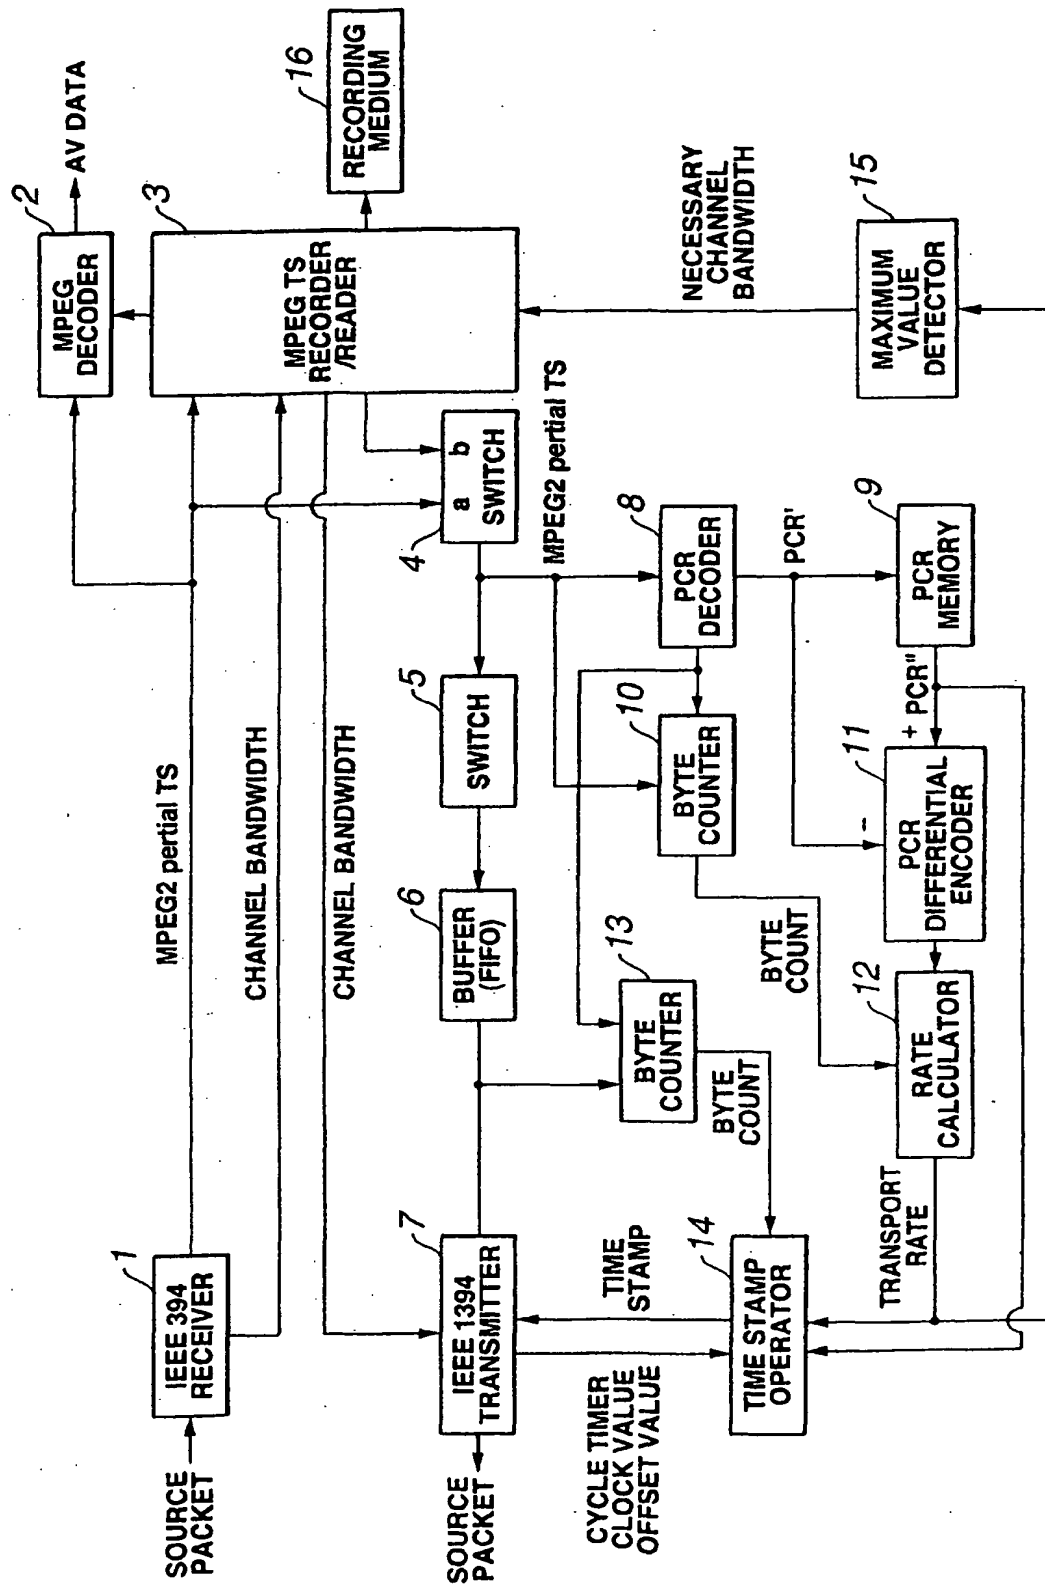 SOURCE
PACKET
1
IEEE 394
RECEIVER
MPEG2 pertial TS
CHANNEL BANDWIDTH
CHANNEL BANDWIDTH
2
MPEG
DECODER
AV DATA
3
MPEG TS
RECORDER
/READER
16
RECORDING
MEDIUM
4
a b
SWITCH
5
SWITCH
6
BUFFER
(FIFO)
7
IEEE 1394
TRANSMITTER
SOURCE
PACKET
MPEG2 pertial TS
8
PCR
DECODER
PCR'
9
PCR
MEMORY
+ PCR"
-
10
BYTE
COUNTER
BYTE
COUNT
11
PCR
DIFFERENTIAL
ENCODER
12
RATE
CALCULATOR
TRANSPORT
RATE
13
BYTE
COUNTER
BYTE
COUNT
14
TIME STAMP
OPERATOR
TIME
STAMP
CYCLE TIMER
CLOCK VALUE
OFFSET VALUE
15
MAXIMUM
VALUE
DETECTOR
NECESSARY
CHANNEL
BANDWIDTH